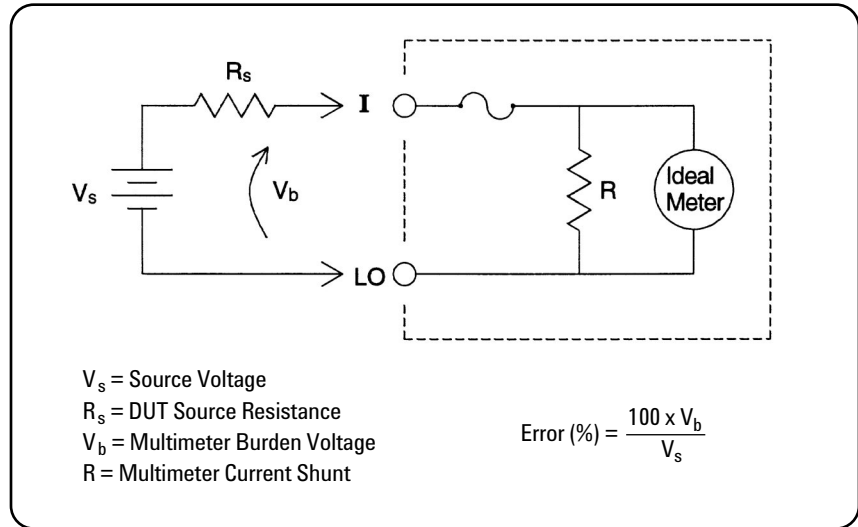 Rs
I
Vs
Vb
R
Ideal
Meter
LO
Vs = Source Voltage
Rs = DUT Source Resistance
Vb = Multimeter Burden Voltage
R = Multimeter Current Shunt
Error (%) = 100 x Vb
Vs